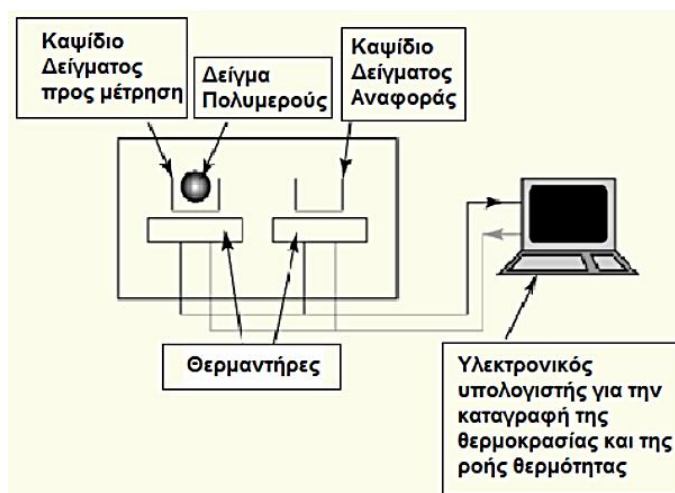 Καψίδιο
Δείγματος
προς μέτρηση
Δείγμα
Πολυμερούς
Καψίδιο
Δείγματος
Αναφοράς
Θερμαντήρες
Υλεκτρονικός
υπολογιστής για την
καταγραφή της
θερμοκρασίας και της
ροής θερμότητας